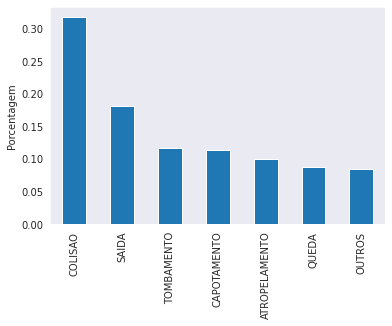 Porcentagem
0.30
0.25
0.20
0.15
0.10
0.05
0.00
COLISAO
SAIDA
TOMBAMENTO
CAPOTAMENTO
ATROPELAMENTO
QUEDA
OUTROS